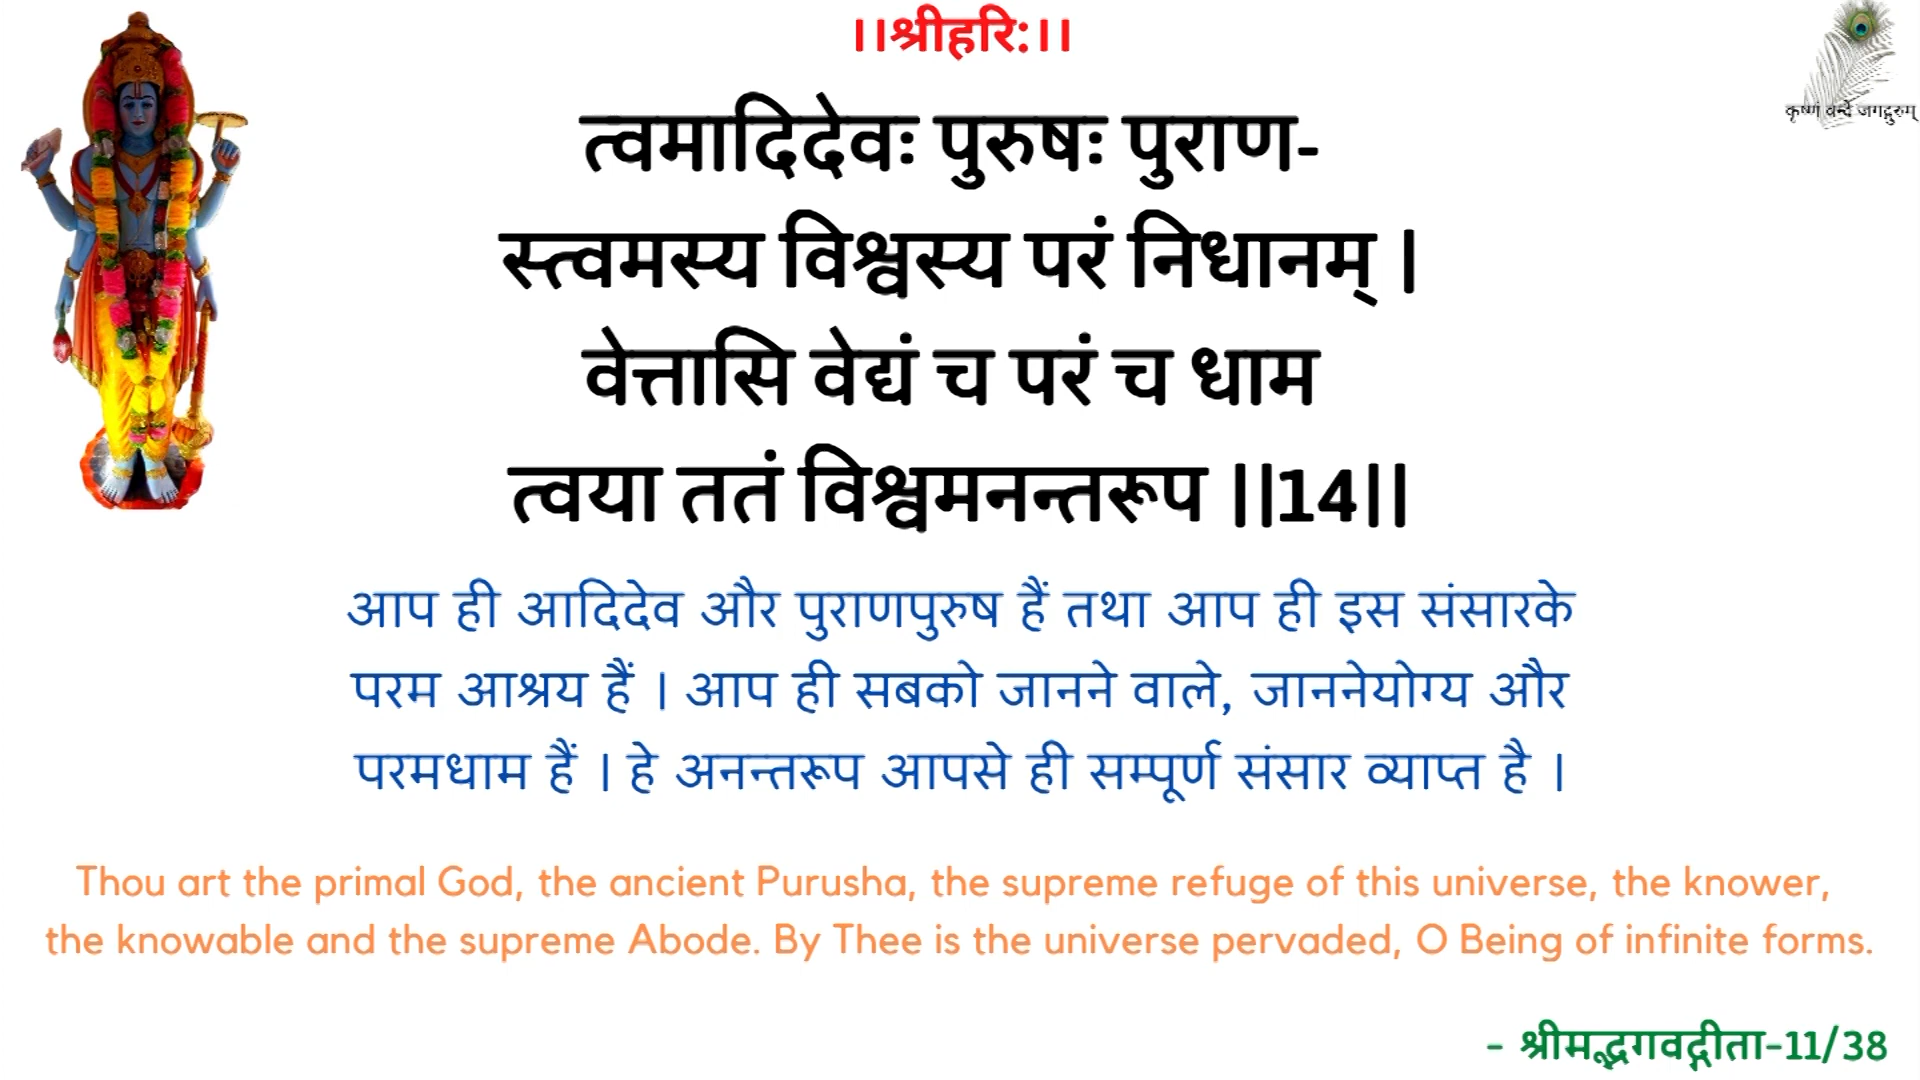 ।।श्रीहरि:।।
कृष्णं वन्दे जगद्गुरुम्
त्वमादिदेवः पुरुषः पुराण-
स्त्वमस्य विश्वस्य परं निधानम् |
वेत्तासि वेद्यं च परं च धाम
त्वया ततं विश्वमनन्तरूप ||14||
आप ही आदिदेव और पुराणपुरुष हैं तथा आप ही इस संसारके
परम आश्रय हैं । आप ही सबको जानने वाले, जाननेयोग्य और
परमधाम हैं । हे अनन्तरूप आपसे ही सम्पूर्ण संसार व्याप्त है ।
Thou art the primal God, the ancient Purusha, the supreme refuge of this universe, the knower,
the knowable and the supreme Abode. By Thee is the universe pervaded, O Being of infinite forms.
- श्रीमद्भगवद्गीता-11/38